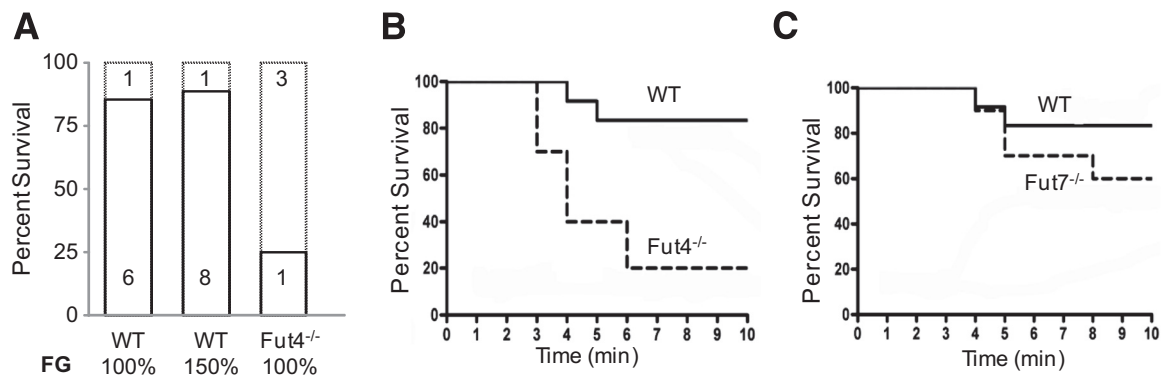 A
Percent Survival
100
75
50
25
0
1
1
3
6
8
1
WT
WT
Fut4-/-
FG
100%
150%
100%
B
Percent Survival
100
80
60
40
20
0
WT
Fut4-/-
0 1 2 3 4 5 6 7 8 9 10
Time (min)
C
Percent Survival
100
80
60
40
20
0
WT
Fut7-/-
0 1 2 3 4 5 6 7 8 9 10
Time (min)